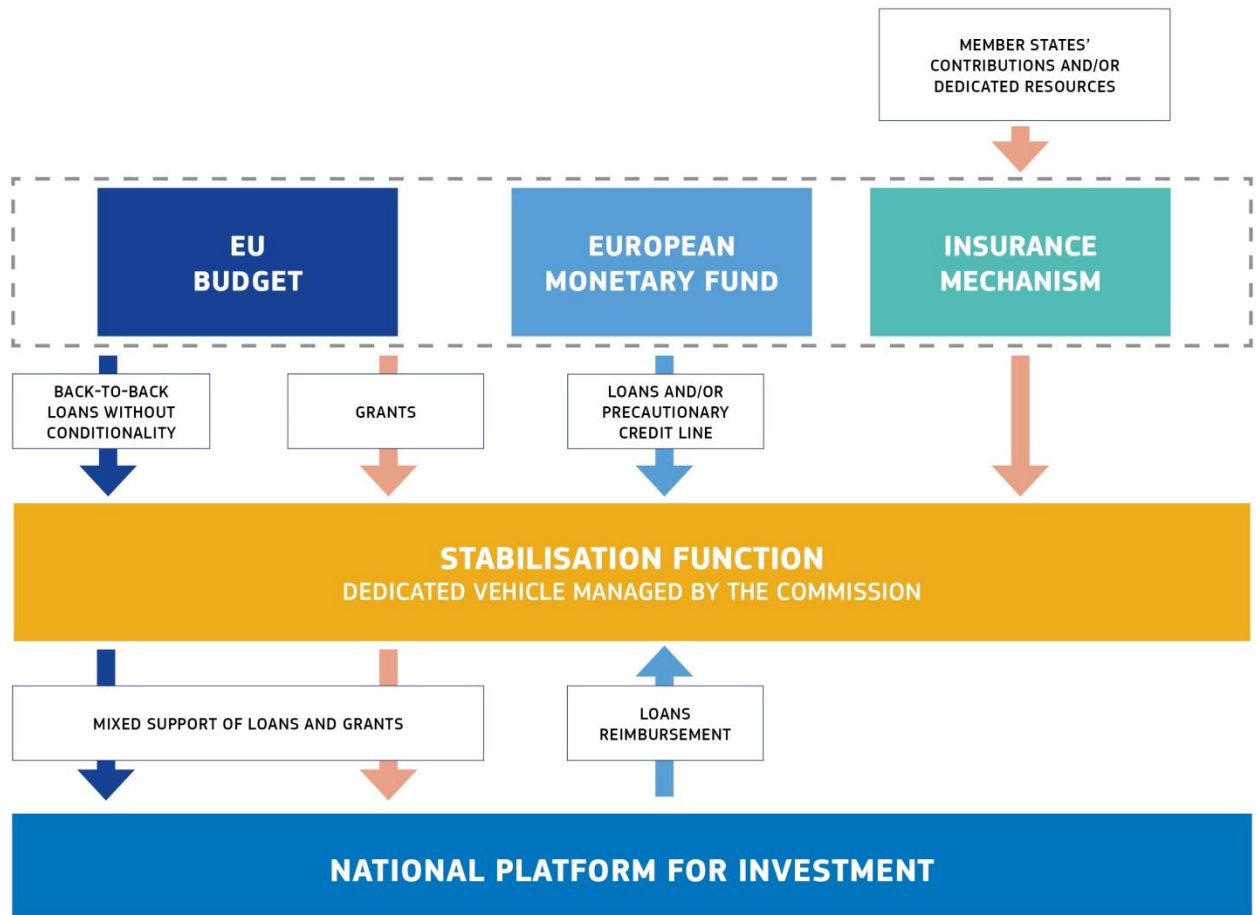 MEMBER STATES'
CONTRIBUTIONS AND/OR
DEDICATED RESOURCES
EU
BUDGET
EUROPEAN
MONETARY FUND
INSURANCE
MECHANISM
BACK-TO-BACK
LOANS WITHOUT
CONDITIONALITY
GRANTS
LOANS AND/OR
PRECAUTIONARY
CREDIT LINE
STABILISATION FUNCTION
DEDICATED VEHICLE MANAGED BY THE COMMISSION
MIXED SUPPORT OF LOANS AND GRANTS
LOANS
REIMBURSEMENT
NATIONAL PLATFORM FOR INVESTMENT